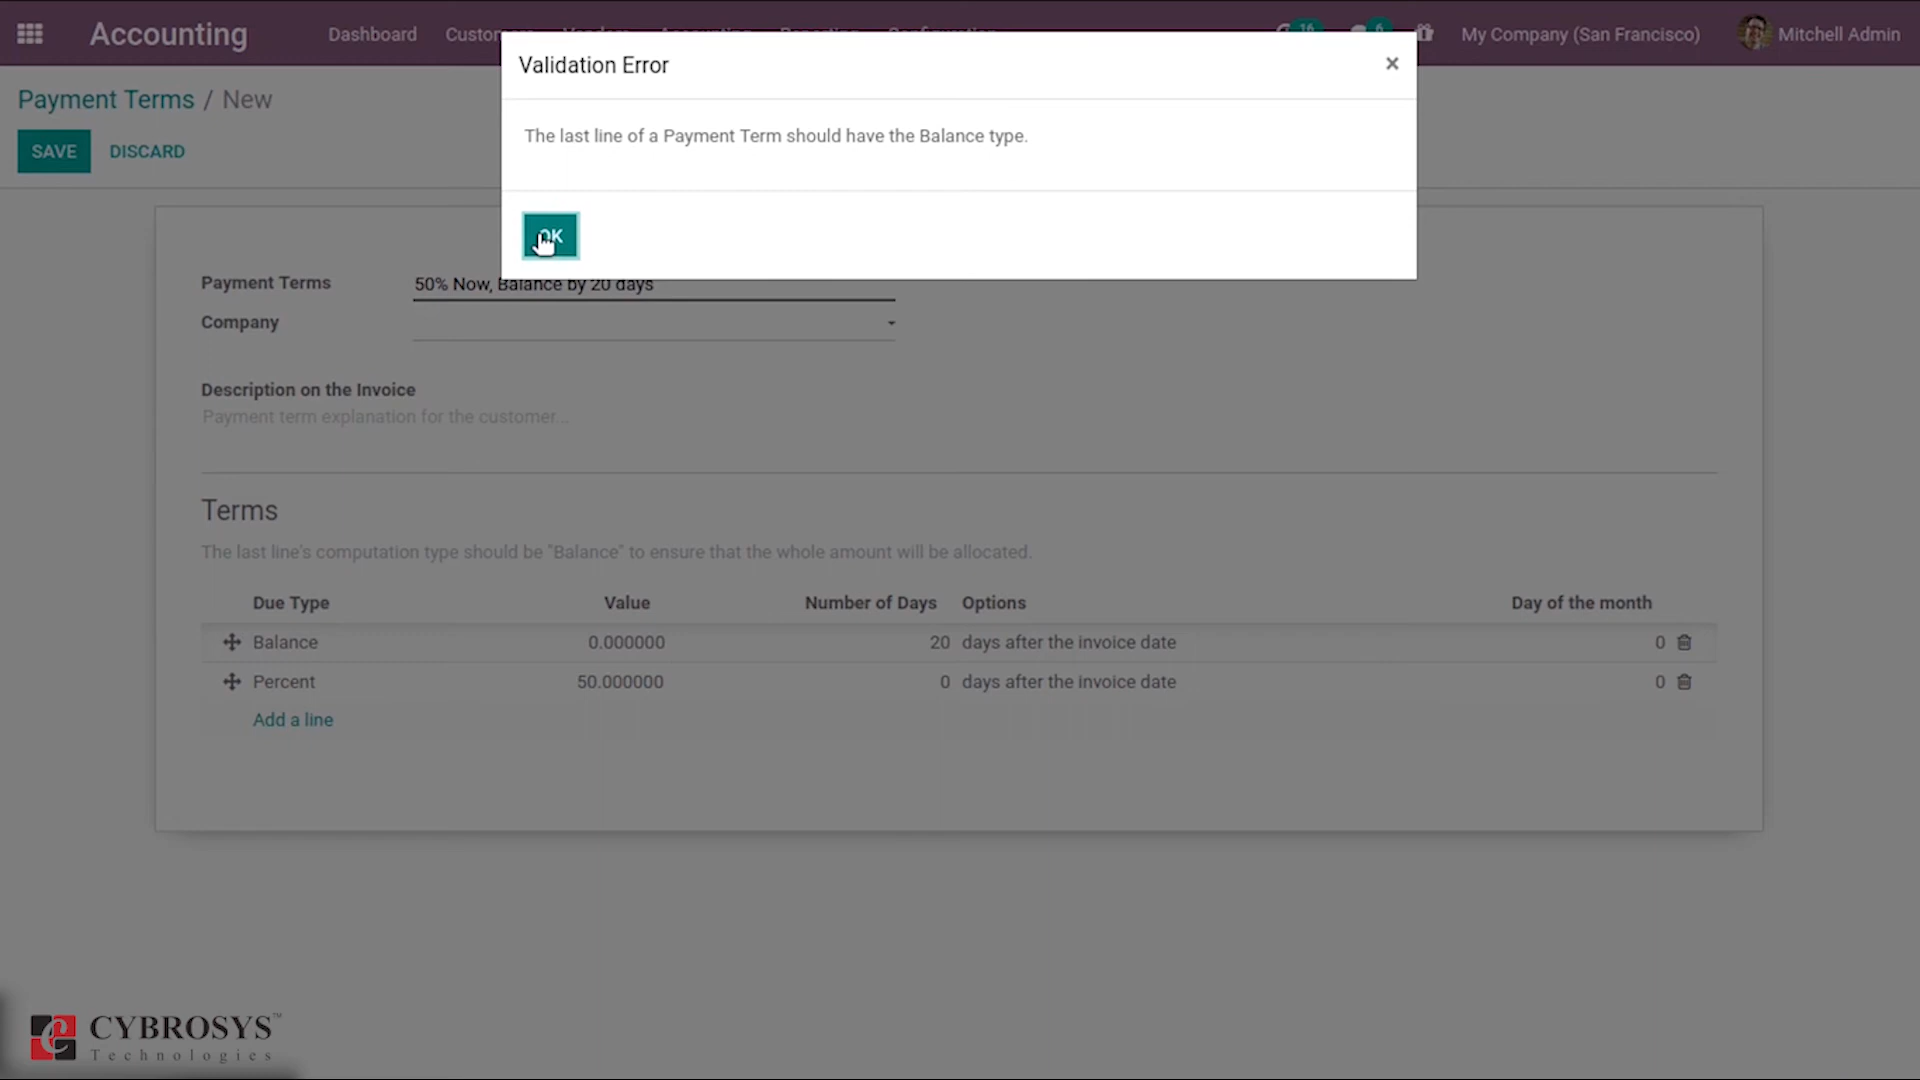 Accounting
Dashboard
16
6
My Company (San Francisco)
Mitchell Admin
Validation Error
×
Payment Terms / New
The last line of a Payment Term should have the Balance type.
SAVE
DISCARD
OK
Payment Terms
50% Now, Balance by 20 days
Company
Description on the Invoice
Payment term explanation for the customer...
Terms
The last line's computation type should be "Balance" to ensure that the whole amount will be allocated.
Due Type Value Number of Days Options Day of the month
Balance 0.000000 20 days after the invoice date 0
Percent 50.000000 0 days after the invoice date 0
Add a line
CYBROSYS™
Technologies